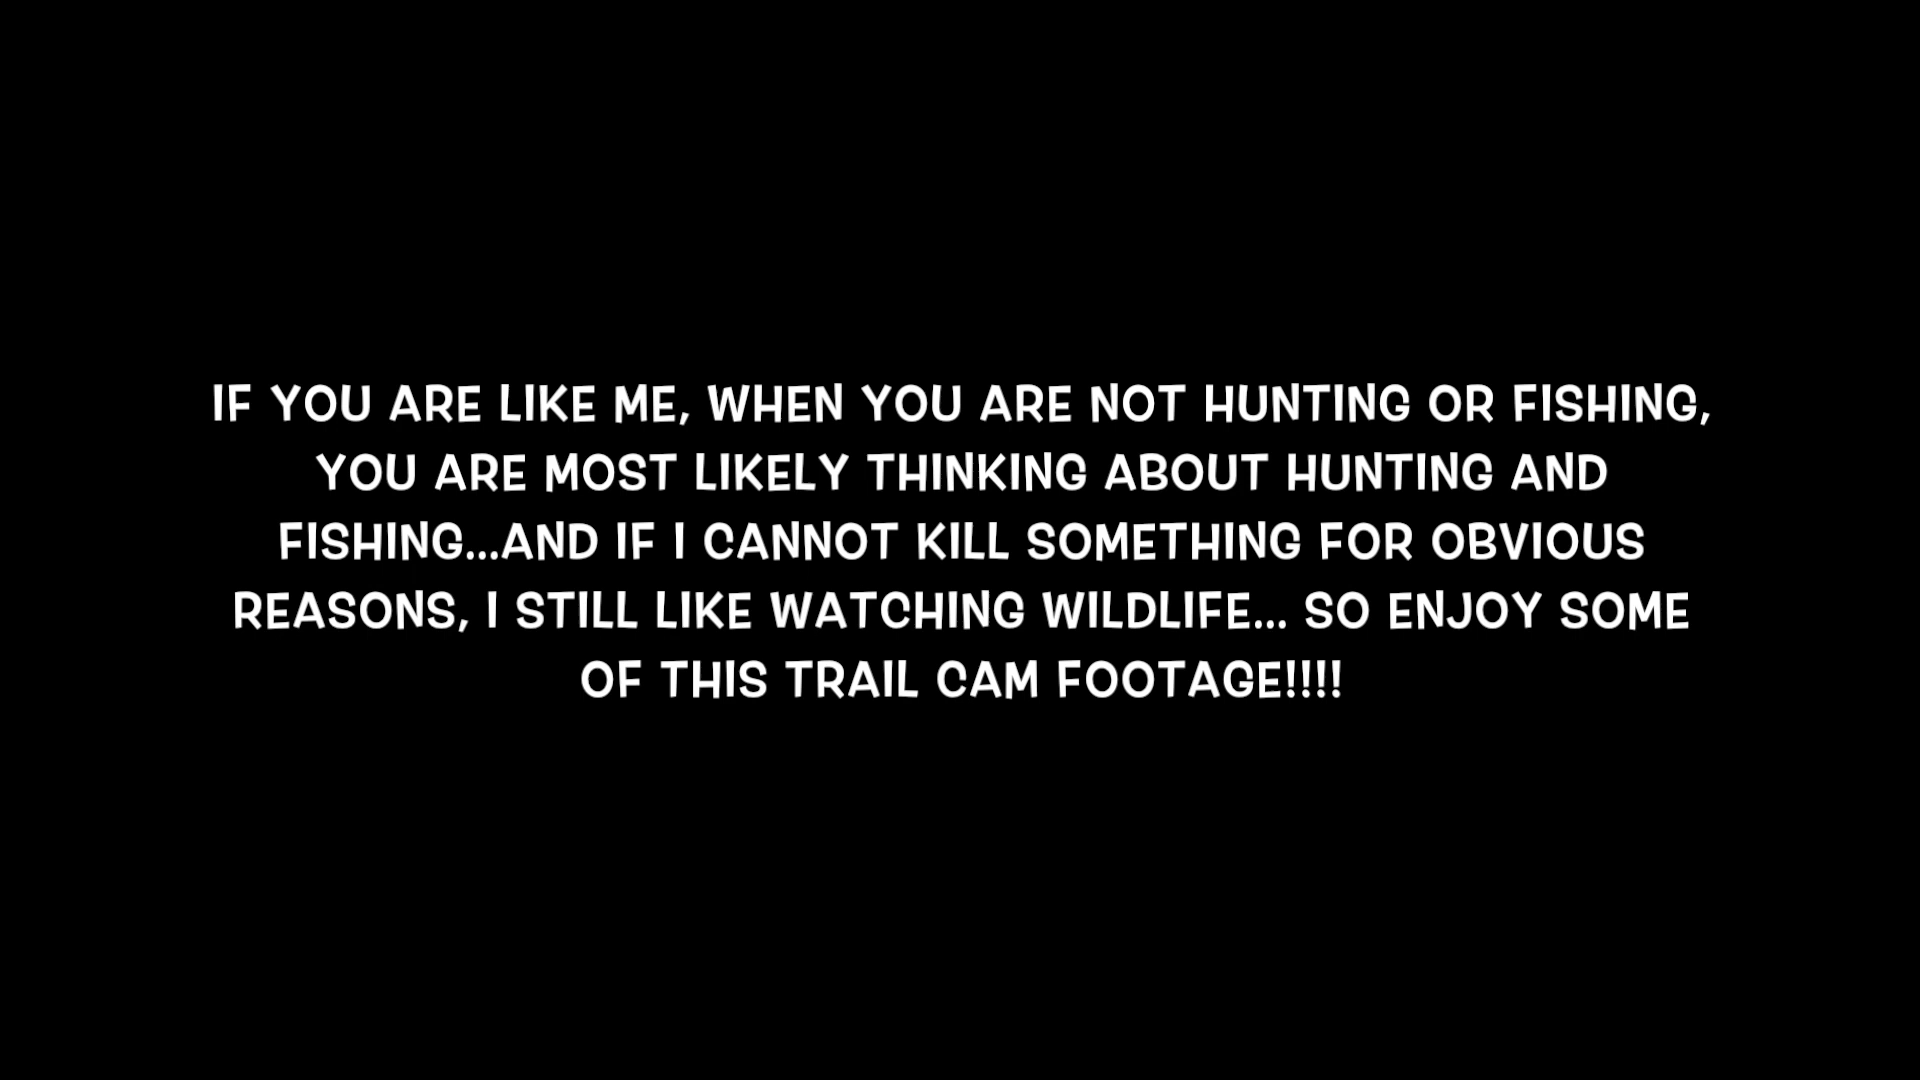 IF YOU ARE LIKE ME, WHEN YOU ARE NOT HUNTING OR FISHING,
YOU ARE MOST LIKELY THINKING ABOUT HUNTING AND
FISHING...AND IF I CANNOT KILL SOMETHING FOR OBVIOUS
REASONS, I STILL LIKE WATCHING WILDLIFE... SO ENJOY SOME
OF THIS TRAIL CAM FOOTAGE!!!!